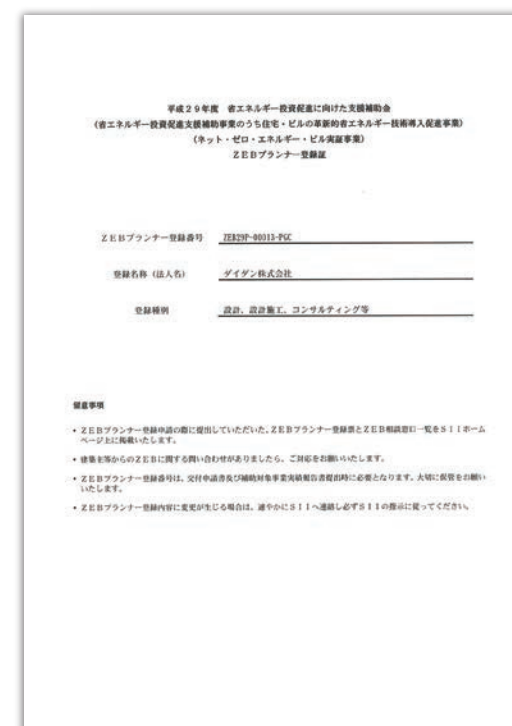 平成29年度 省エネルギー投資促進に向けた支援補助金
(省エネルギー投資促進支援補助事業のうち住宅・ビルの革新的省エネルギー技術導入促進事業)
(ネット・ゼロ・エネルギー・ビル実証事業)
ZEBプランナー登録証
ZEBプランナー登録番号 ZEB29P-00013-PGC
登録名称（法人名） ダイダン株式会社
登録種別 設計、設計施工、コンサルティング等
留意事項
・ZEBプランナー登録申請の際に提出していただいた、ZEBプランナー登録票とZEB相談窓口一覧をSIIホーム
ページ上に掲載いたします。
・建築主等からのZEBに関する問い合わせがありましたら、ご対応をお願いいたします。
・ZEBプランナー登録番号は、交付申請書及び補助対象事業実績報告書提出時に必要となります。大切に保管をお願い
いたします。
・ZEBプランナー登録内容に変更が生じる場合は、速やかにSIIへ連絡し必ずSIIの指示に従ってください。